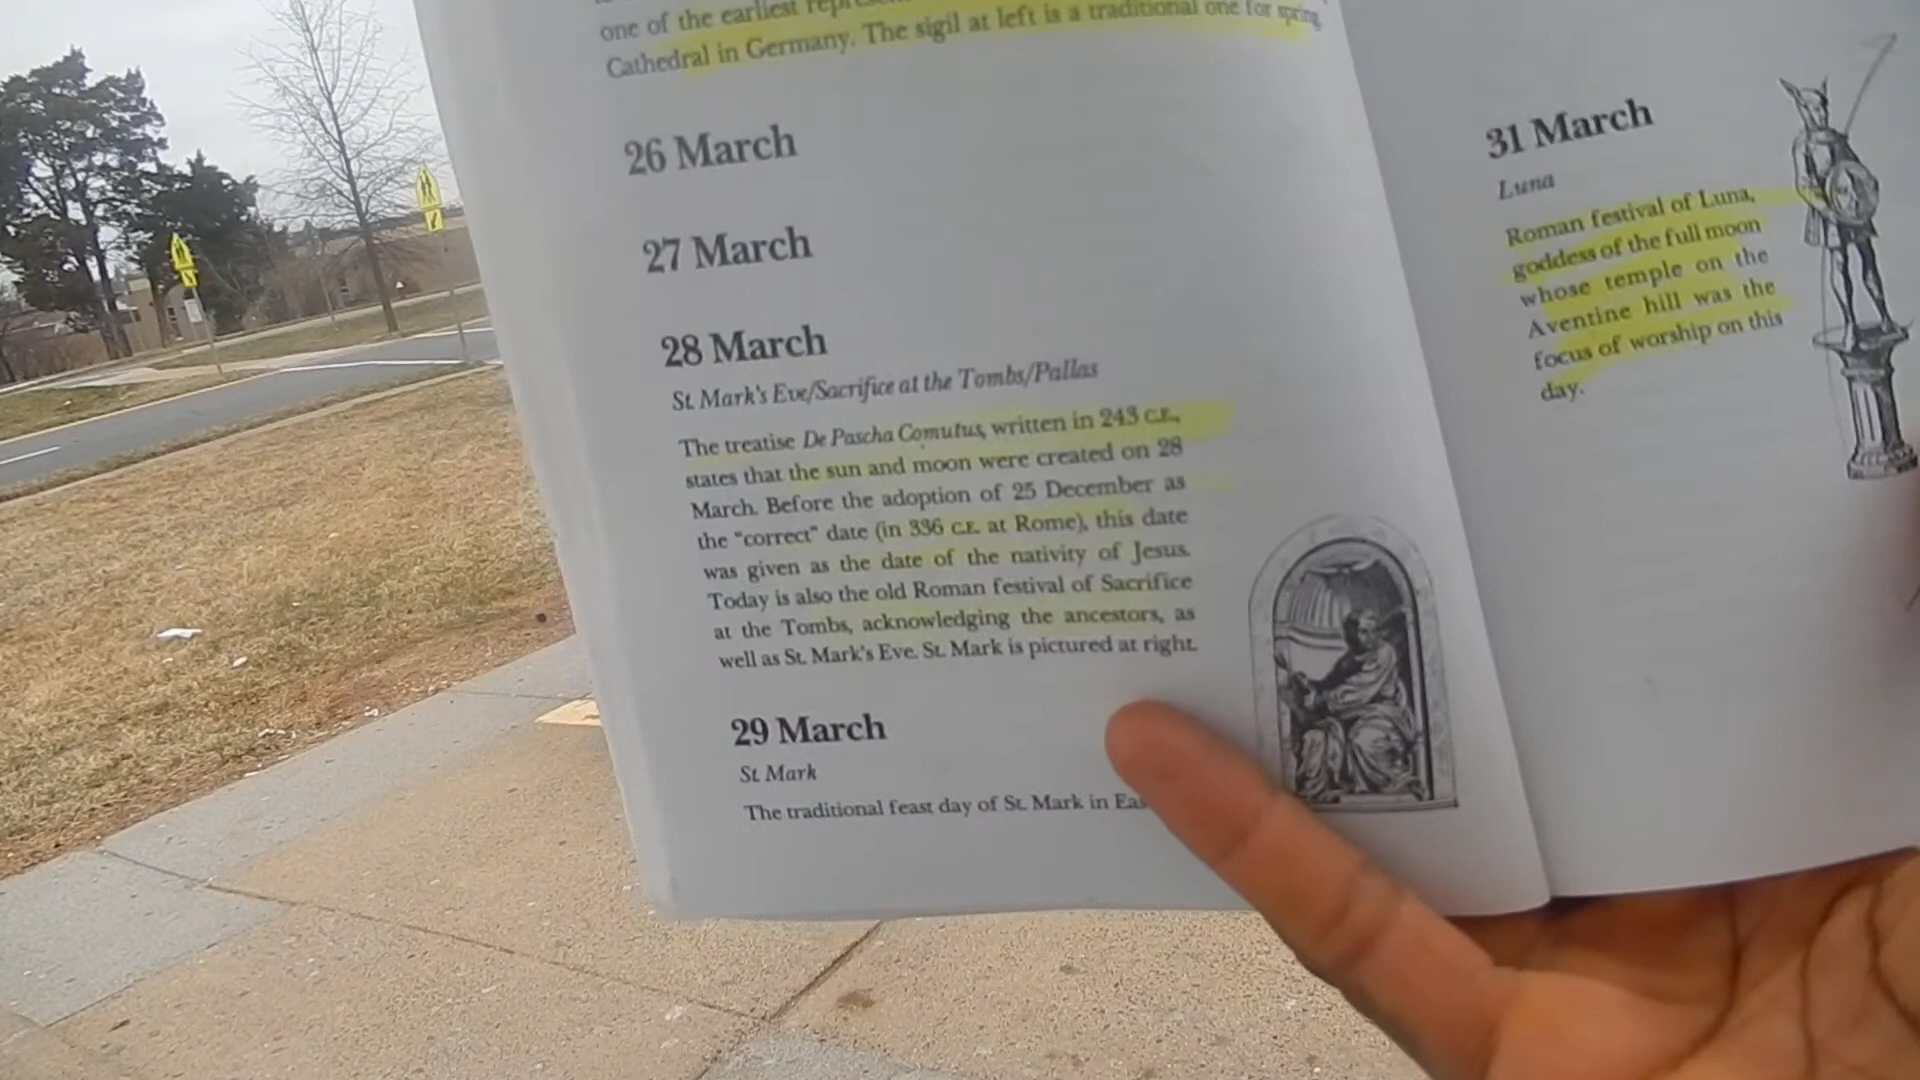 one of the earliest
Cathedral in Germany. The sigil at left is a traditional one for spring.
26 March
27 March
28 March
St. Mark's Eve/Sacrifice at the Tombs/Pallas
The treatise De Pascha Comutus, written in 243 C.E.,
states that the sun and moon were created on 28
March. Before the adoption of 25 December as
the "correct" date (in 336 C.E. at Rome), this date
was given as the date of the nativity of Jesus.
Today is also the old Roman festival of Sacrifice
at the Tombs, acknowledging the ancestors, as
well as St. Mark's Eve. St. Mark is pictured at right.
29 March
St. Mark
The traditional feast day of St. Mark in
31 March
Luna
Roman festival of Luna,
goddess of the full moon
whose temple on the
Aventine hill was the
focus of worship on this
day.